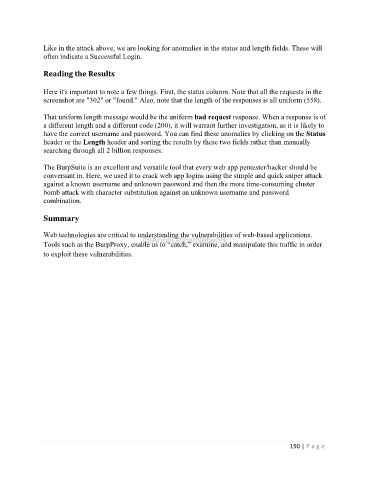 Like in the attack above, we are looking for anomalies in the status and length fields. These will
often indicate a Successful Login.
Reading the Results
Here it's important to note a few things. First, the status column. Note that all the requests in the
screenshot are "302" or "found." Also, note that the length of the responses is all uniform (558).
That uniform length message would be the uniform bad request response. When a response is of
a different length and a different code (200), it will warrant further investigation, as it is likely to
have the correct username and password. You can find these anomalies by clicking on the Status
header or the Length header and sorting the results by these two fields rather than manually
searching through all 2 billion responses.
The BurpSuite is an excellent and versatile tool that every web app pentester/hacker should be
conversant in. Here, we used it to crack web app logins using the simple and quick sniper attack
against a known username and unknown password and then the more time-consuming cluster
bomb attack with character substitution against an unknown username and password
combination.
Summary
Web technologies are critical to understanding the vulnerabilities of web-based applications.
Tools such as the BurpProxy, enable us to "catch," examine, and manipulate this traffic in order
to exploit these vulnerabilities.
190 | P a g e